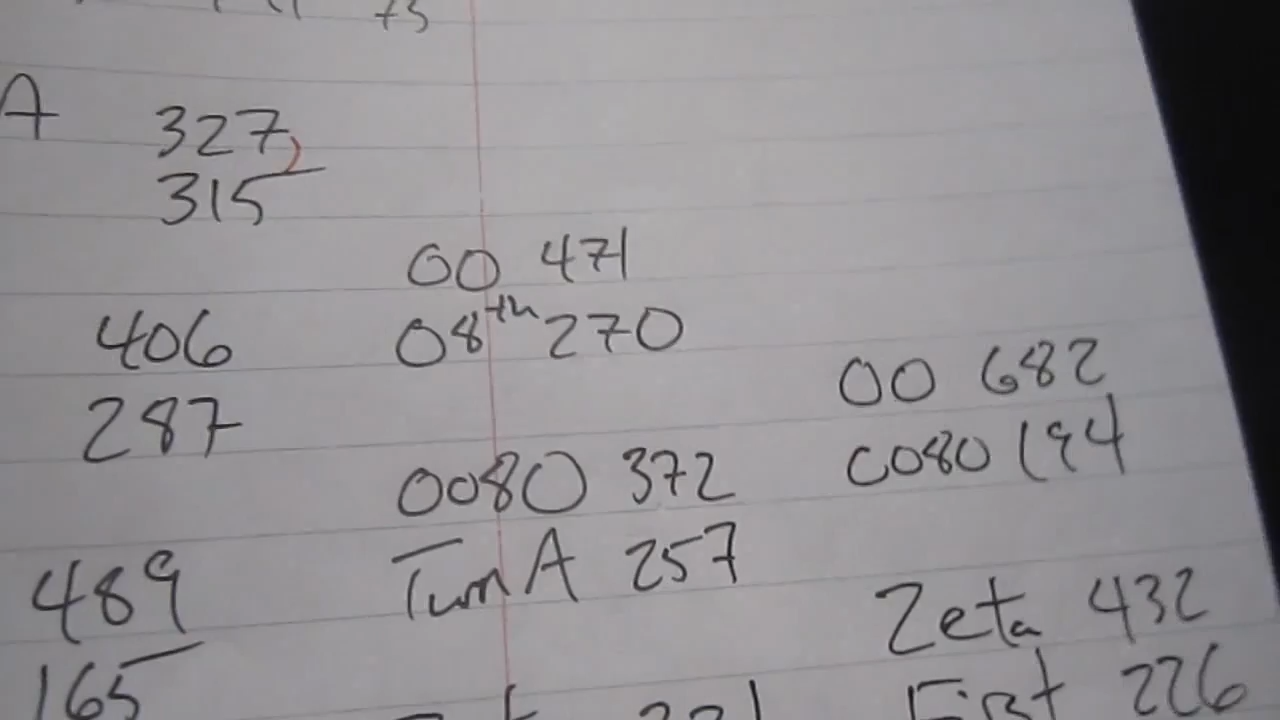 A 327
315
00 471
08th 270
406
287
00 682
0080 194
0080 372
Turn A 257
489
165
Zeta 432
First 226